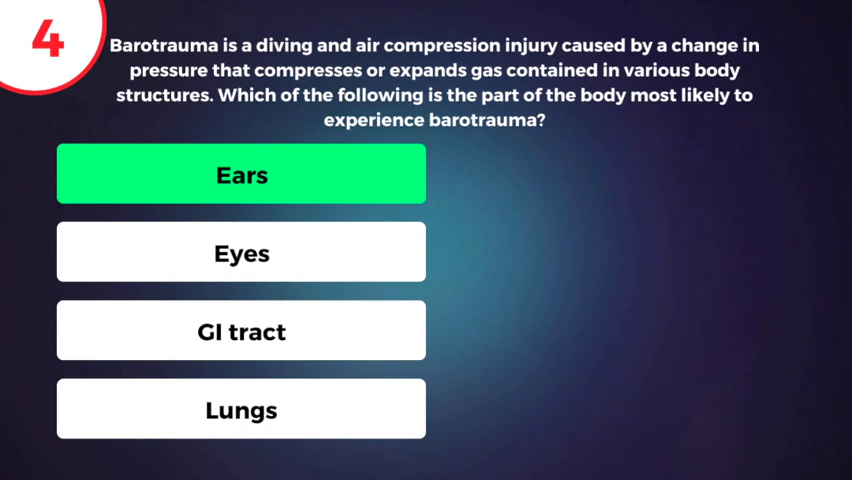 4
Barotrauma is a diving and air compression injury caused by a change in
pressure that compresses or expands gas contained in various body
structures. Which of the following is the part of the body most likely to
experience barotrauma?
Ears
Eyes
GI tract
Lungs